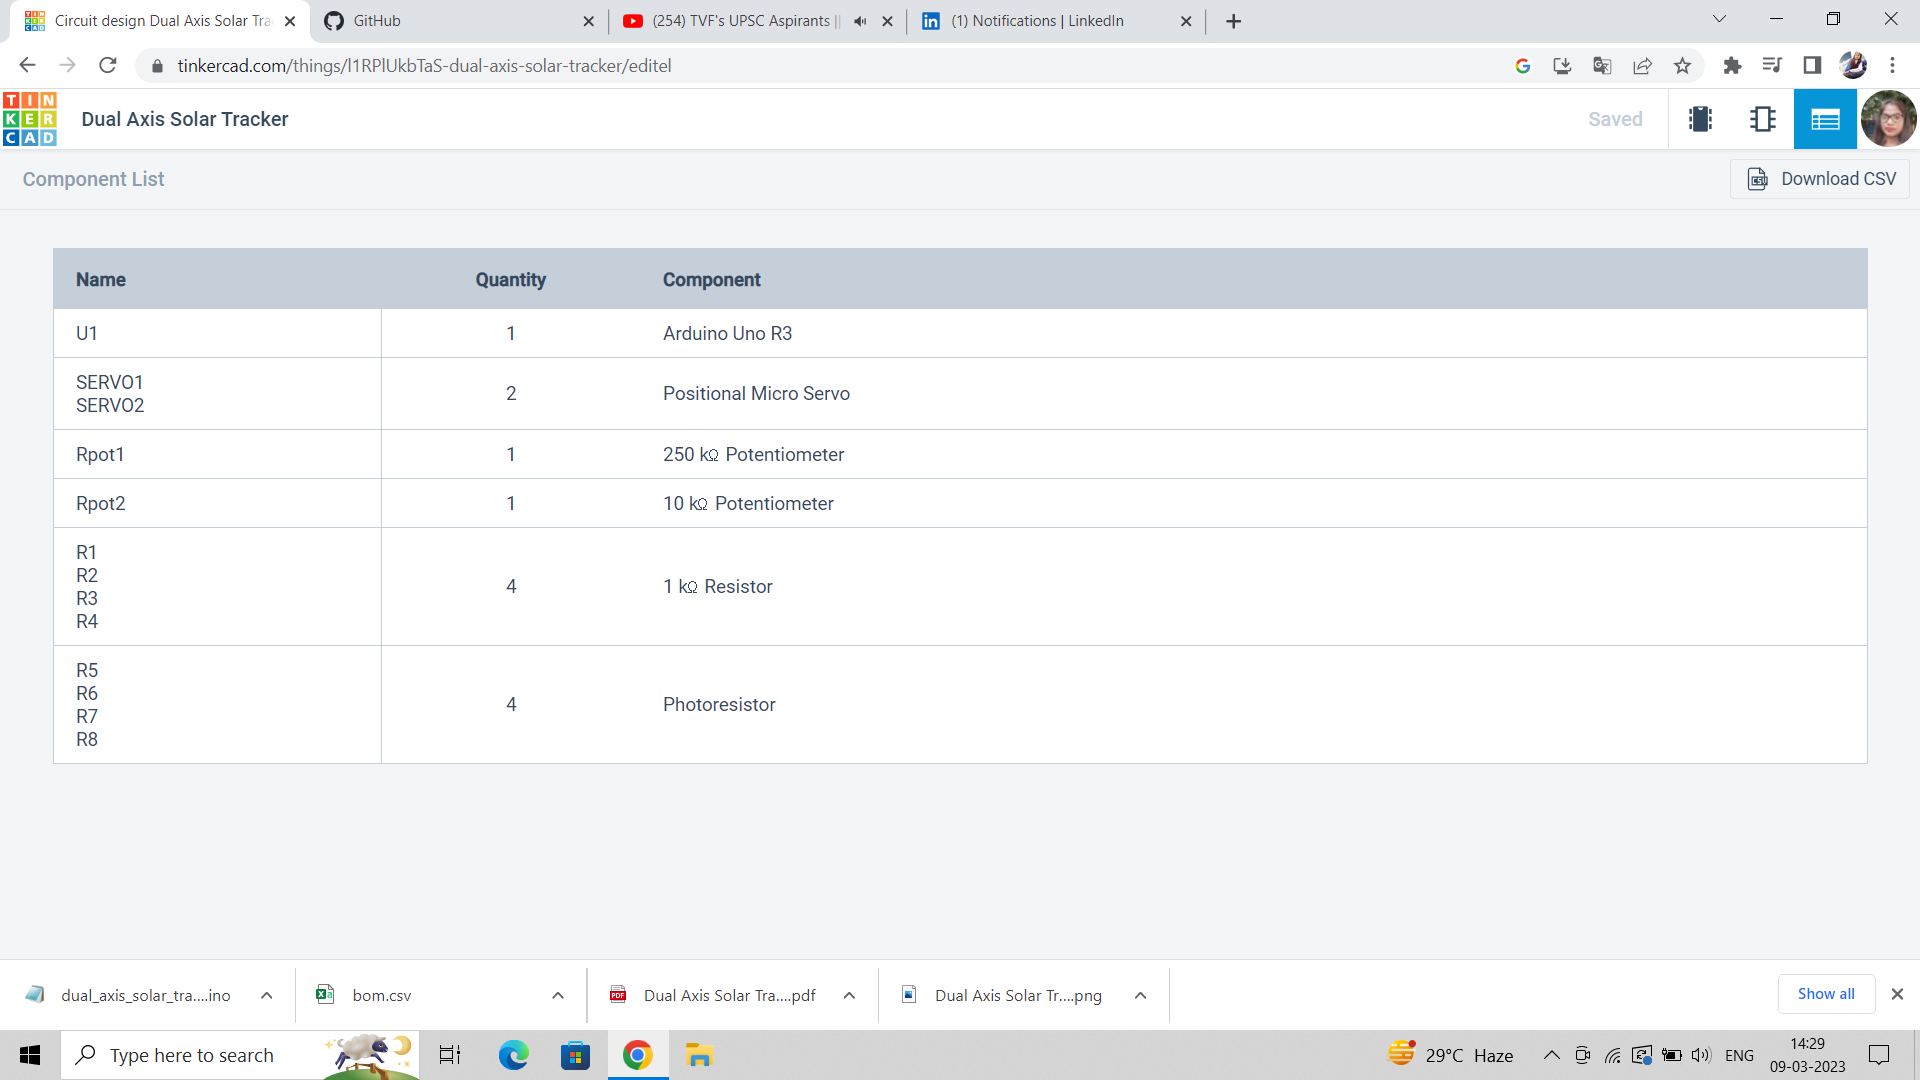 Circuit design Dual Axis Solar Tra
GitHub
(254) TVF's UPSC Aspirants ||
(1) Notifications | LinkedIn
tinkercad.com/things/l1RPlUkbTaS-dual-axis-solar-tracker/editel
TIN
KER
CAD
Dual Axis Solar Tracker
Saved
Component List
CSV
Download CSV
Name Quantity Component
U1 1 Arduino Uno R3
SERVO1
SERVO2
2 Positional Micro Servo
Rpot1 1 250 kΩ Potentiometer
Rpot2 1 10 kΩ Potentiometer
R1
R2
R3
R4
4 1 kΩ Resistor
R5
R6
R7
R8
4 Photoresistor
dual_axis_solar_tra....ino
bom.csv
PDF
Dual Axis Solar Tra....pdf
Dual Axis Solar Tr....png
Show all
Type here to search
29°C Haze
ENG
14:29
09-03-2023